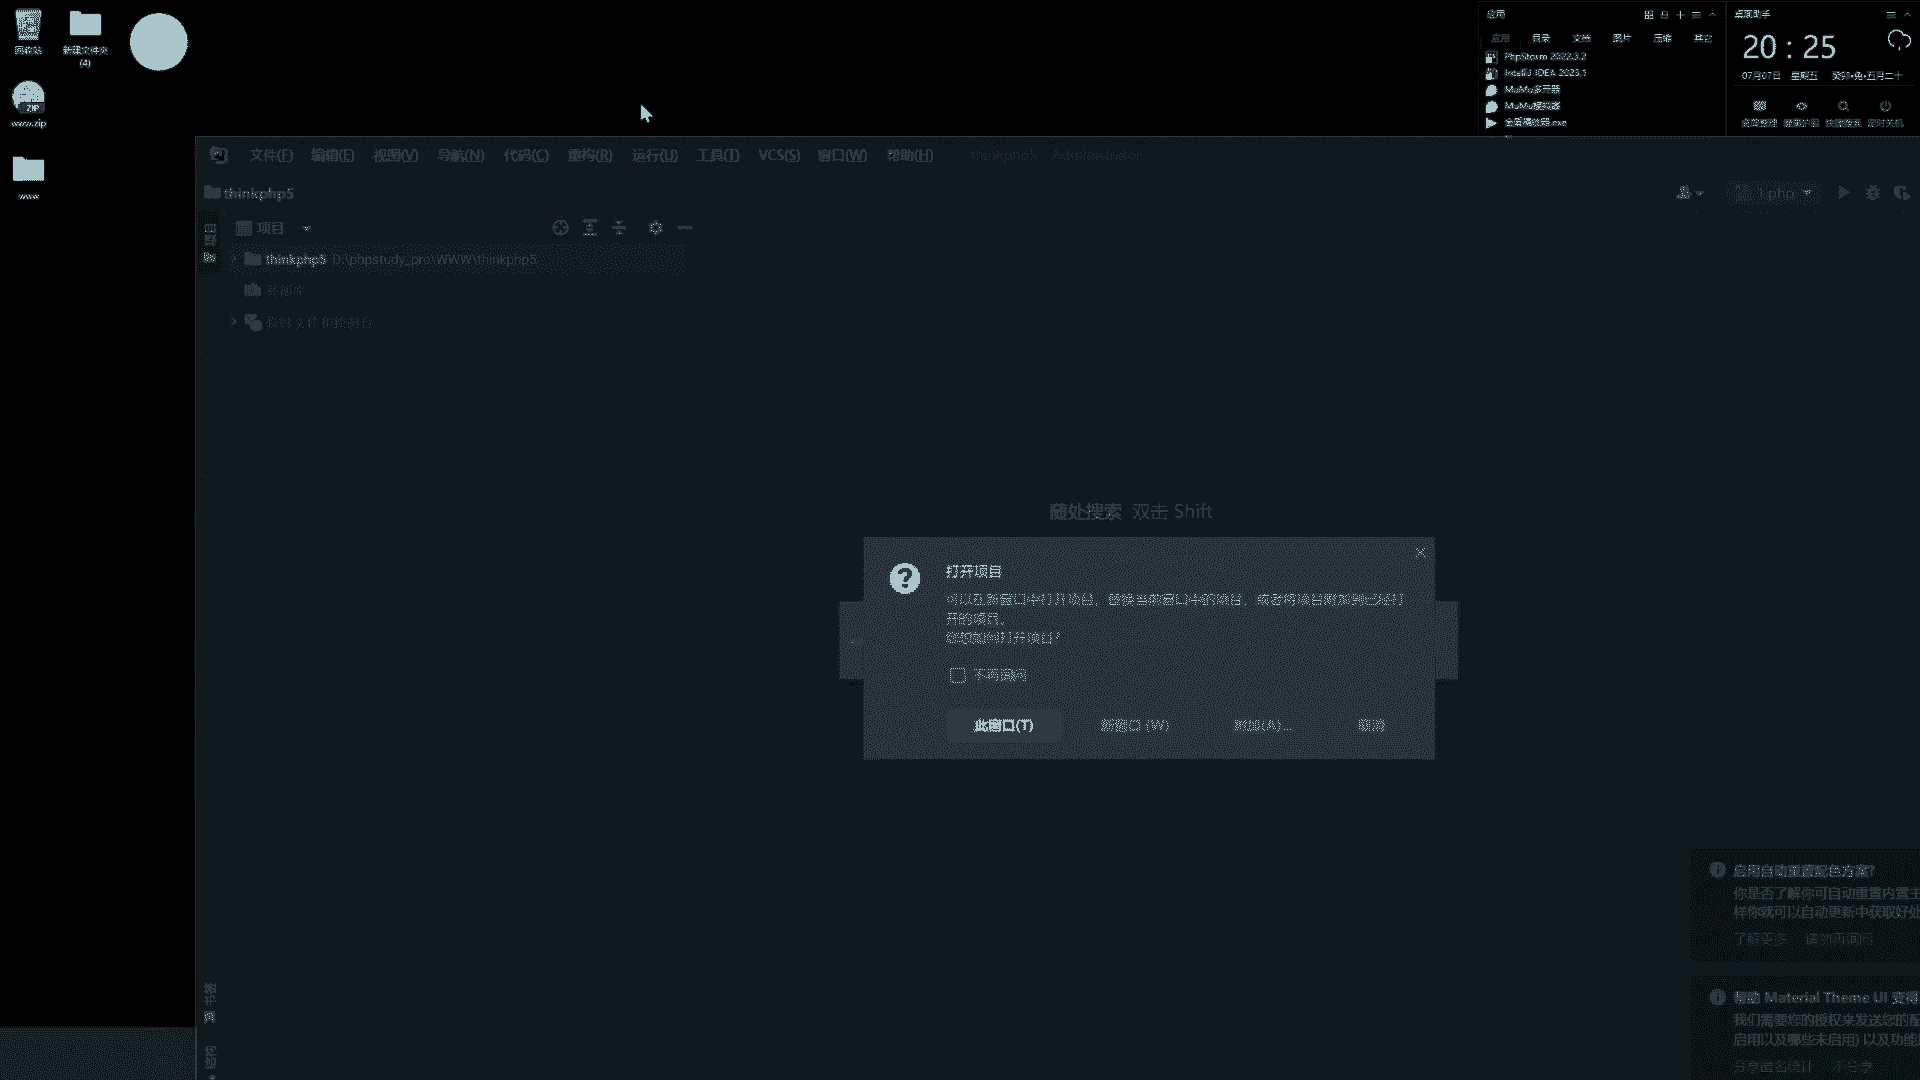 回收站
新建文件夹
(4)
ZIP
www.zip
www
应用
应用 目录 文档 图片 压缩 其它
PhpStorm 2022.3.2
IntelliJ IDEA 2023.1
MuMu多开器
MuMu模拟器
桌面助手
20 : 25
07月07日 星期五 癸卯•兔•五月二十
桌面整理 健康护眼 快捷搜索 定时关机
文件(F) 编辑(E) 视图(V) 导航(N) 代码(C) 重构(R) 运行(U) 工具(T) VCS(S) 窗口(W) 帮助(H) thinkphp5 Administrator
thinkphp5
1.php
项目
项目
thinkphp5 D:\phpstudy_pro\WWW\thinkphp5
外部库
临时文件和控制台
随处搜索 双击 Shift
打开项目
可以在新窗口中打开项目，替换当前窗口中的项目，或者将项目附加到已经打
开的项目。
您想如何打开项目?
不再询问
此窗口(T) 新窗口 (W) 附加(A)... 取消
启用自动重置配色方案?
你是否了解你可自动重置内置主
样你就可以自动更新中获取好处
了解更多 请勿再询问
帮助 Material Theme UI 变得
我们需要您的授权来发送您的配
启用以及哪些未启用) 以及功能
分享匿名统计 不分享
书签
结构